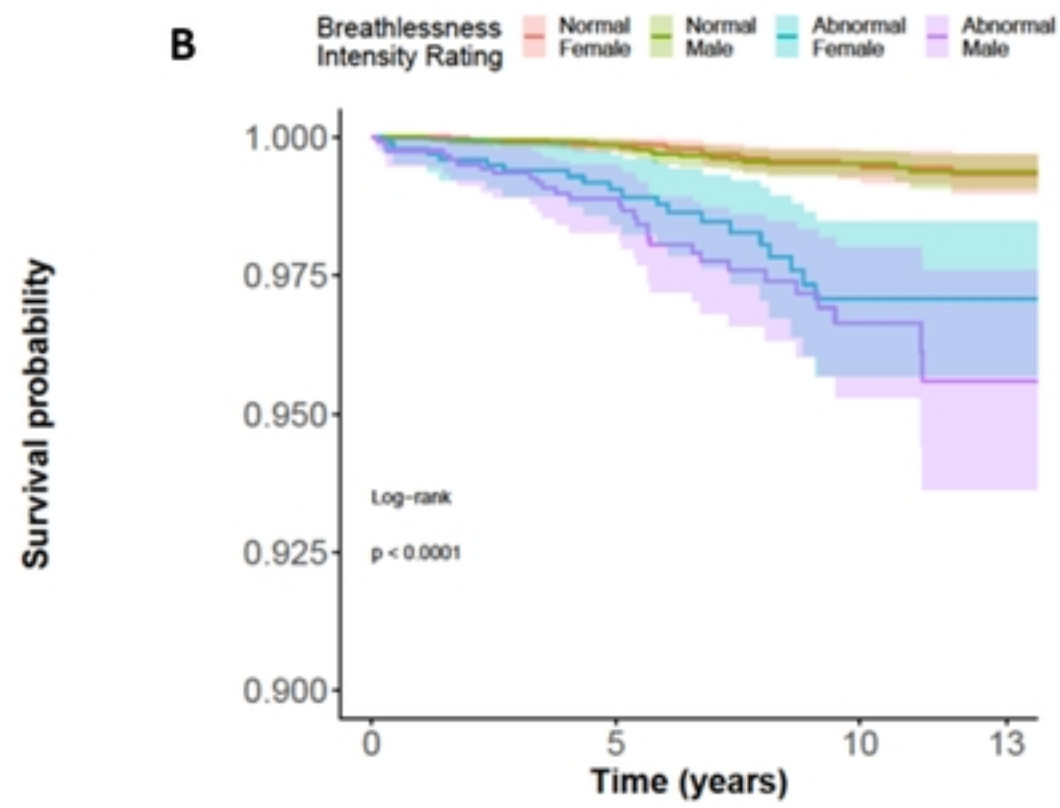 B
Breathlessness
Intensity Rating
Normal
Female
Normal
Male
Abnormal
Female
Abnormal
Male
1.000
0.975
0.950
0.925
0.900
Survival probability
Log-rank
p < 0.0001
0
5
10
13
Time (years)